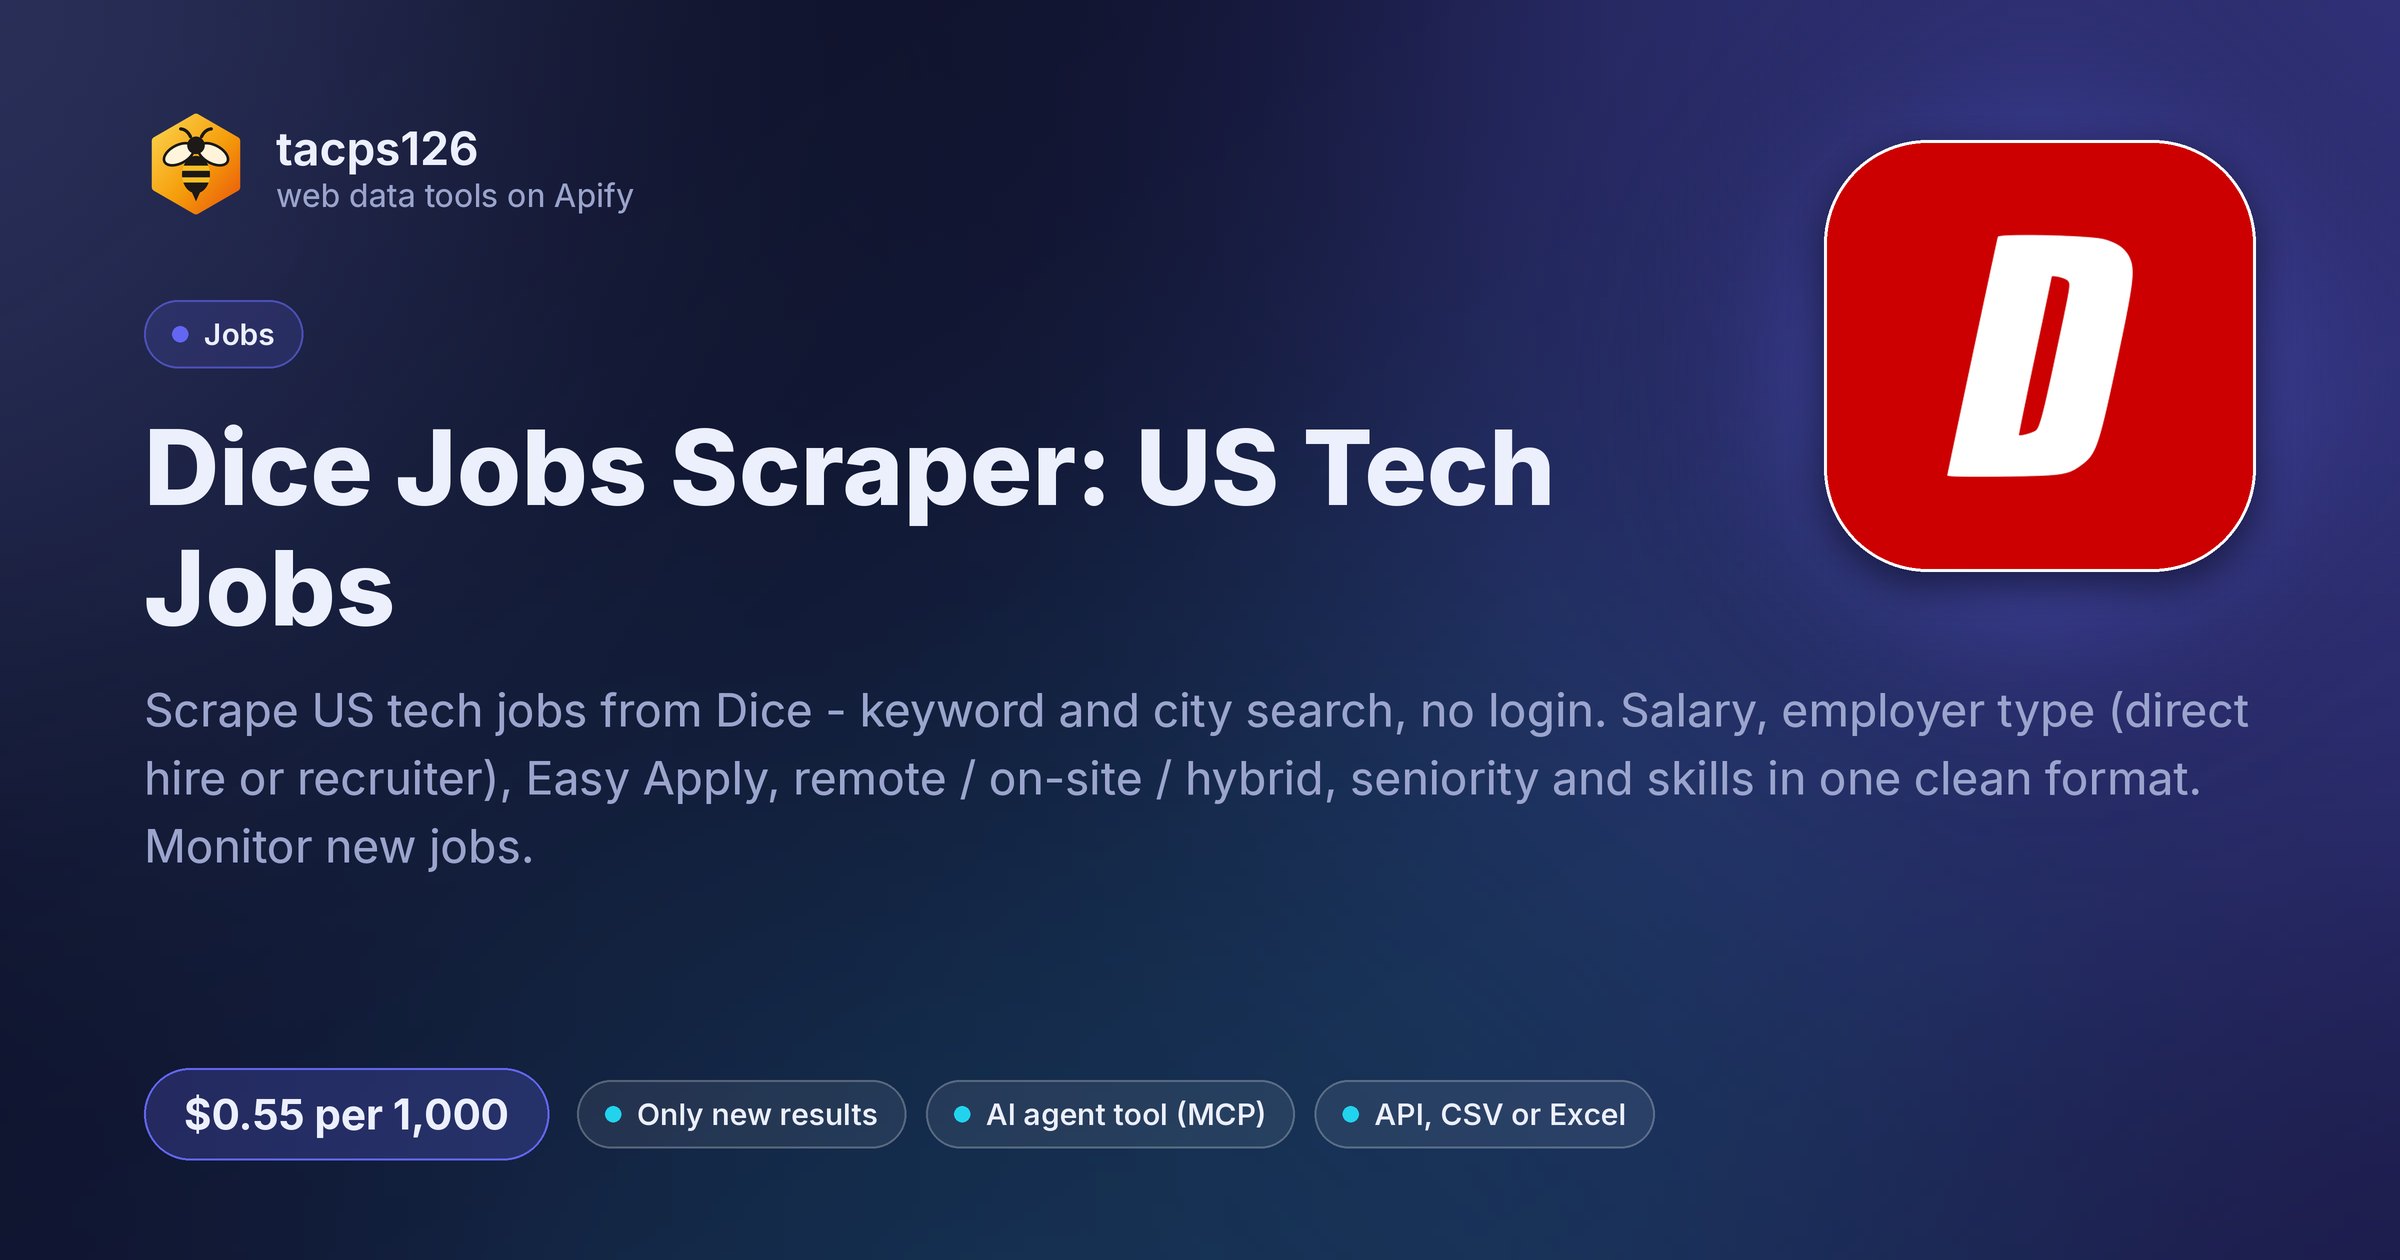 tacps126
web data tools on Apify
Jobs
Dice Jobs Scraper: US Tech
Jobs
Scrape US tech jobs from Dice - keyword and city search, no login. Salary, employer type (direct
hire or recruiter), Easy Apply, remote / on-site / hybrid, seniority and skills in one clean format.
Monitor new jobs.
D
$0.55 per 1,000
Only new results
AI agent tool (MCP)
API, CSV or Excel